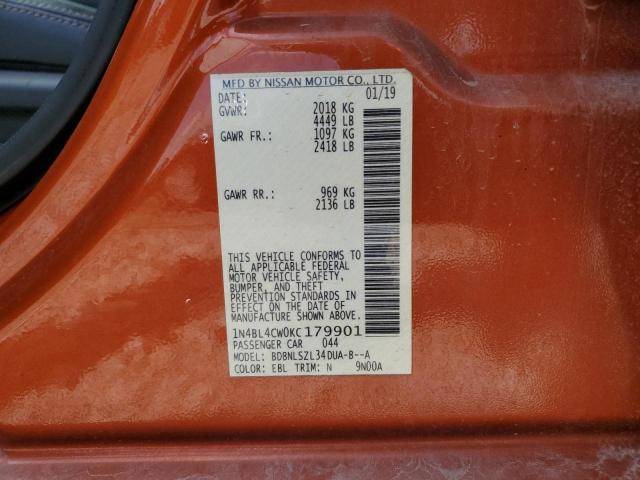 MFD BY NISSAN MOTOR CO., LTD.
DATE: 01/19
GVWR: 2018 KG
4449 LB
GAWR FR.: 1097 KG
2418 LB
GAWR RR.: 969 KG
2136 LB
THIS VEHICLE CONFORMS TO
ALL APPLICABLE FEDERAL
MOTOR VEHICLE SAFETY,
BUMPER, AND THEFT
PREVENTION STANDARDS IN
EFFECT ON THE DATE OF
MANUFACTURE SHOWN ABOVE.
1N4BL4CW0KC179901
PASSENGER CAR 044
MODEL: BDBNLSZL34DUA-B--A
COLOR: EBL TRIM: N 9N00A